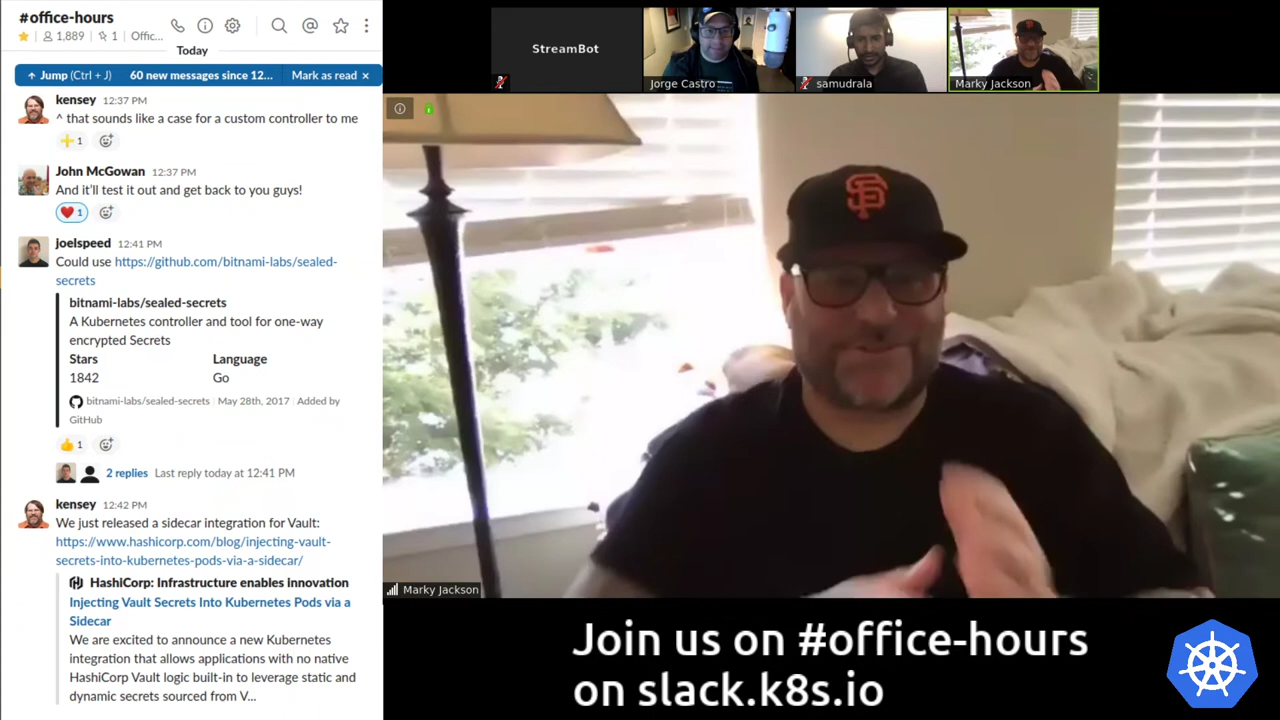 #office-hours
1,889 1 Offic...
Today
Jump (Ctrl + J) 60 new messages since 12... Mark as read ×
kensey 12:37 PM
^ that sounds like a case for a custom controller to me
1
John McGowan 12:37 PM
And it'll test it out and get back to you guys!
1
joelspeed 12:41 PM
Could use https://github.com/bitnami-labs/sealed-
secrets
bitnami-labs/sealed-secrets
A Kubernetes controller and tool for one-way
encrypted Secrets
Stars Language
1842 Go
bitnami-labs/sealed-secrets May 28th, 2017 Added by
GitHub
1
2 replies Last reply today at 12:41 PM
kensey 12:42 PM
We just released a sidecar integration for Vault:
https://www.hashicorp.com/blog/injecting-vault-
secrets-into-kubernetes-pods-via-a-sidecar/
HashiCorp: Infrastructure enables innovation
Injecting Vault Secrets Into Kubernetes Pods via a
Sidecar
We are excited to announce a new Kubernetes
integration that allows applications with no native
HashiCorp Vault logic built-in to leverage static and
dynamic secrets sourced from V...
StreamBot
Jorge Castro
samudrala
Marky Jackson
SF
Marky Jackson
Join us on #office-hours
on slack.k8s.io